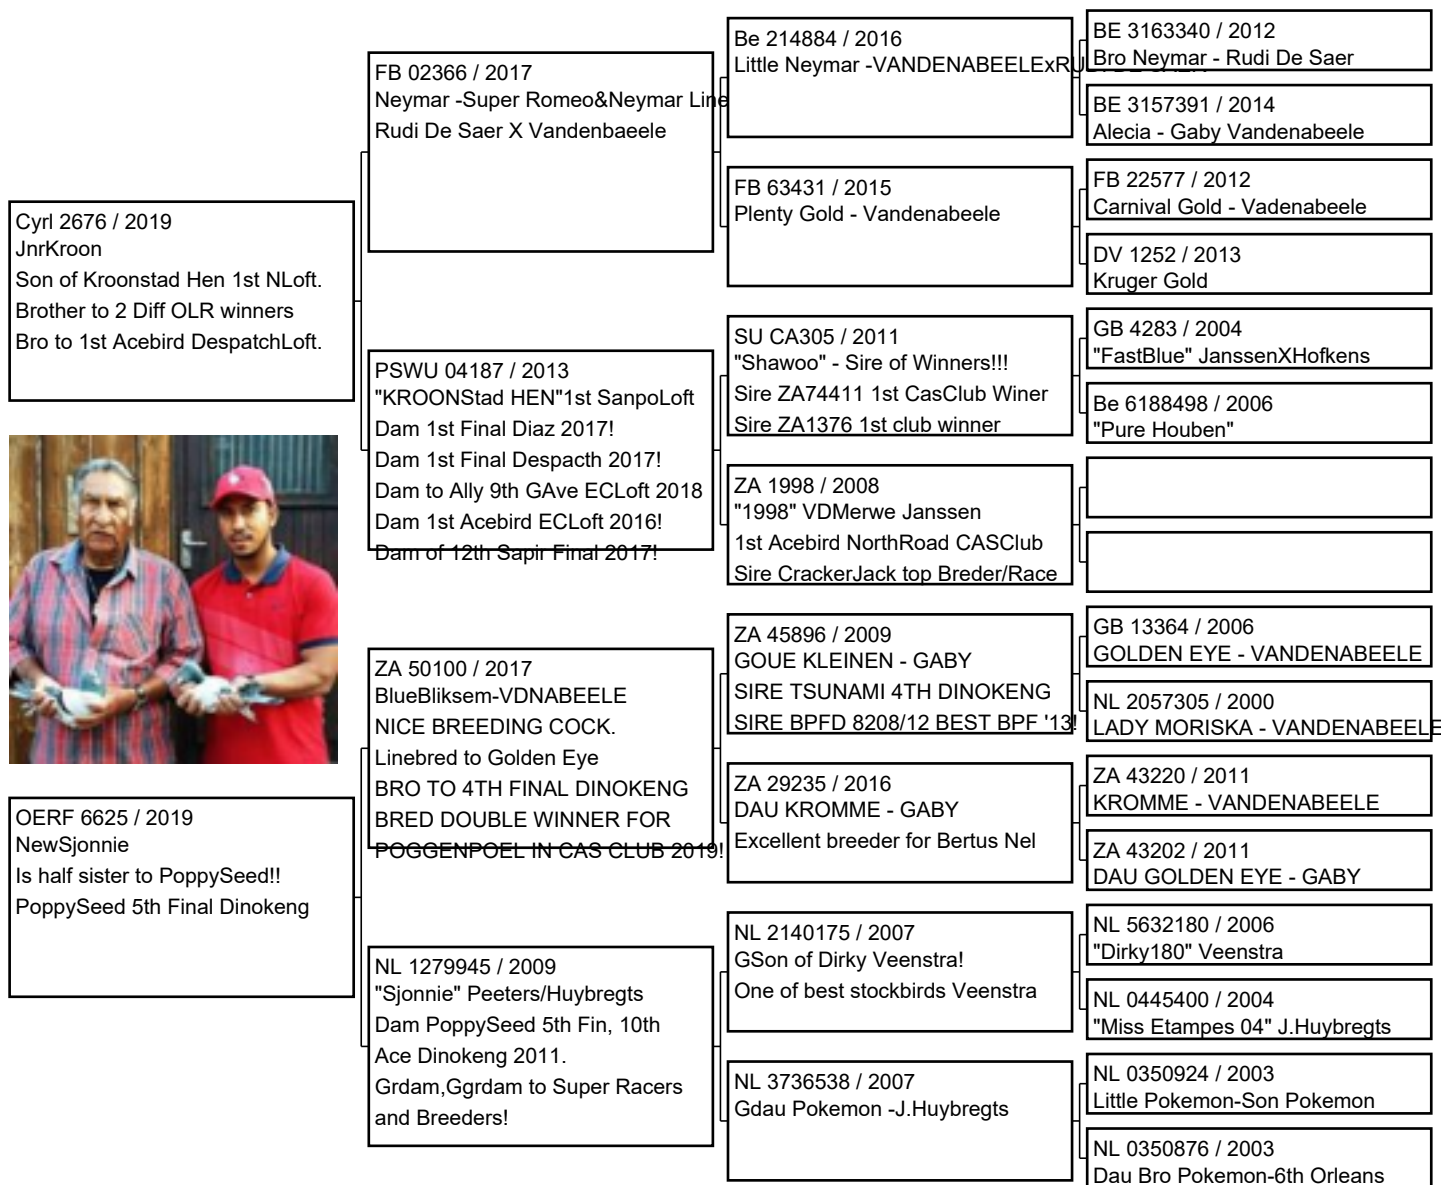 Cyrl 2676 / 2019
JnrKroon
Son of Kroonstad Hen 1st NLoft.
Brother to 2 Diff OLR winners
Bro to 1st Acebird DespatchLoft.
OERF 6625 / 2019
NewSjonnie
Is half sister to PoppySeed!!
PoppySeed 5th Final Dinokeng
FB 02366 / 2017
Neymar -Super Romeo&Neymar Line
Rudi De Saer X Vandenbaeele
PSWU 04187 / 2013
"KROONStad HEN"1st SanpoLoft
Dam 1st Final Diaz 2017!
Dam 1st Final Despacth 2017!
Dam to Ally 9th GAve ECLoft 2018
Dam 1st Acebird ECLoft 2016!
Dam of 12th Sapir Final 2017!
ZA 50100 / 2017
BlueBliksem-VDNABEELE
NICE BREEDING COCK.
Linebred to Golden Eye
BRO TO 4TH FINAL DINOKENG
BRED DOUBLE WINNER FOR
POGGENPOEL IN CAS CLUB 2019!
NL 1279945 / 2009
"Sjonnie" Peeters/Huybregts
Dam PoppySeed 5th Fin, 10th
Ace Dinokeng 2011.
Grdam,Ggrdam to Super Racers
and Breeders!
Be 214884 / 2016
Little Neymar -VANDENABEELExRUDI DE SAER
FB 63431 / 2015
Plenty Gold - Vandenabeele
SU CA305 / 2011
"Shawoo" - Sire of Winners!!!
Sire ZA74411 1st CasClub Winer
Sire ZA1376 1st club winner
ZA 1998 / 2008
"1998" VDMerwe Janssen
1st Acebird NorthRoad CASClub
Sire CrackerJack top Breder/Race
ZA 45896 / 2009
GOUE KLEINEN - GABY
SIRE TSUNAMI 4TH DINOKENG
SIRE BPFD 8208/12 BEST BPF '13!
ZA 29235 / 2016
DAU KROMME - GABY
Excellent breeder for Bertus Nel
NL 2140175 / 2007
GSon of Dirky Veenstra!
One of best stockbirds Veenstra
NL 3736538 / 2007
Gdau Pokemon -J.Huybregts
BE 3163340 / 2012
Bro Neymar - Rudi De Saer
BE 3157391 / 2014
Alecia - Gaby Vandenabeele
FB 22577 / 2012
Carnival Gold - Vadenabeele
DV 1252 / 2013
Kruger Gold
GB 4283 / 2004
"FastBlue" JanssenXHofkens
Be 6188498 / 2006
"Pure Houben"
GB 13364 / 2006
GOLDEN EYE - VANDENABEELE
NL 2057305 / 2000
LADY MORISKA - VANDENABEELE
ZA 43220 / 2011
KROMME - VANDENABEELE
ZA 43202 / 2011
DAU GOLDEN EYE - GABY
NL 5632180 / 2006
"Dirky180" Veenstra
NL 0445400 / 2004
"Miss Etampes 04" J.Huybregts
NL 0350924 / 2003
Little Pokemon-Son Pokemon
NL 0350876 / 2003
Dau Bro Pokemon-6th Orleans